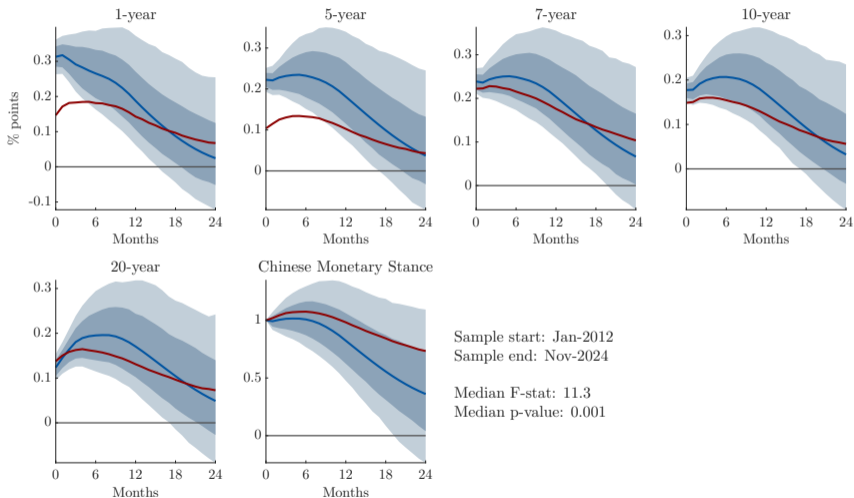 1-year
5-year
7-year
10-year
% points
0.3
0.2
0.1
0
-0.1
0 6 12 18 24
Months
0.3
0.2
0.1
0
0 6 12 18 24
Months
0.3
0.2
0.1
0
0 6 12 18 24
Months
0.3
0.2
0.1
0
0 6 12 18 24
Months
20-year
Chinese Monetary Stance
0.3
0.2
0.1
0
0 6 12 18 24
Months
1
0.5
0
0 6 12 18 24
Months
Sample start: Jan-2012
Sample end: Nov-2024
Median F-stat: 11.3
Median p-value: 0.001